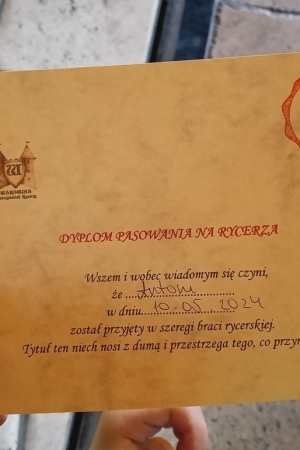 DYPLOM PASOWANIA NA RYCERZA
Wszem i wobec wiadomym się czyni,
że ....Antoni....................
w dniu...10.05.2024
został przyjęty w szeregi braci rycerskiej.
Tytuł ten niech nosi z dumą i przestrzega tego, co przyr